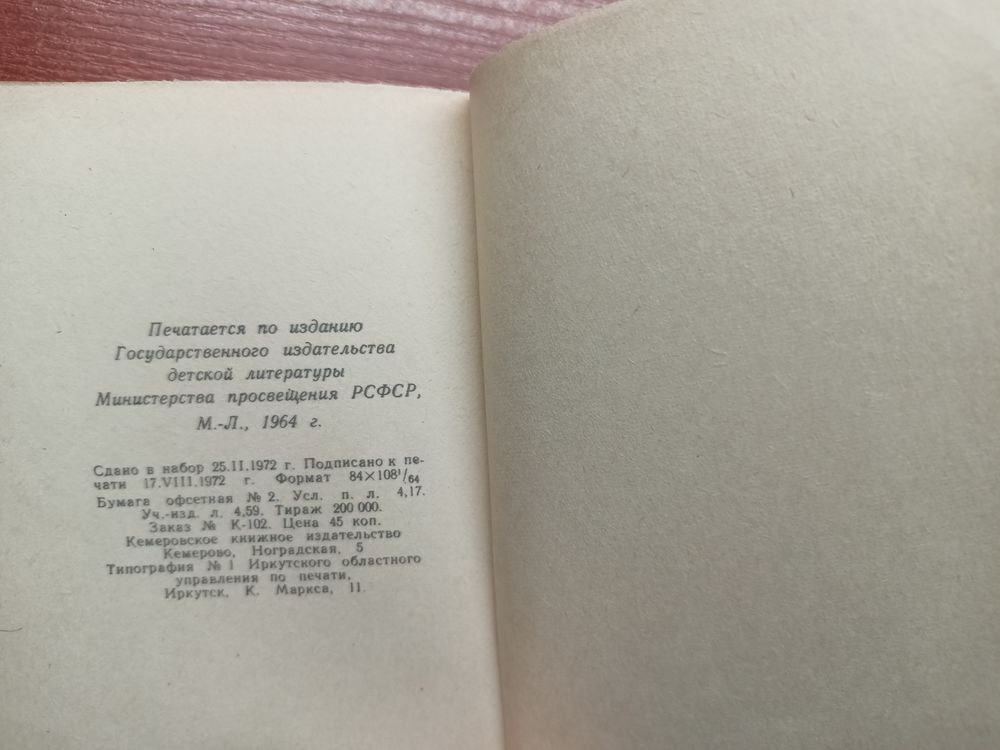 Печатается по изданию
Государственного издательства
детской литературы
Министерства просвещения РСФСР,
М.-Л., 1964 г.
Сдано в набор 25.II.1972 г. Подписано к пе-
чати 17.VIII.1972 г. Формат 84×108¹/64
Бумага офсетная № 2. Усл. п. л. 4,17.
Уч.-изд. л. 4,59. Тираж 200 000.
Заказ № К-102. Цена 45 коп.
Кемеровское книжное издательство
Кемерово, Ноградская, 5
Типография № 1 Иркутского областного
управления по печати,
Иркутск, К. Маркса, 11.